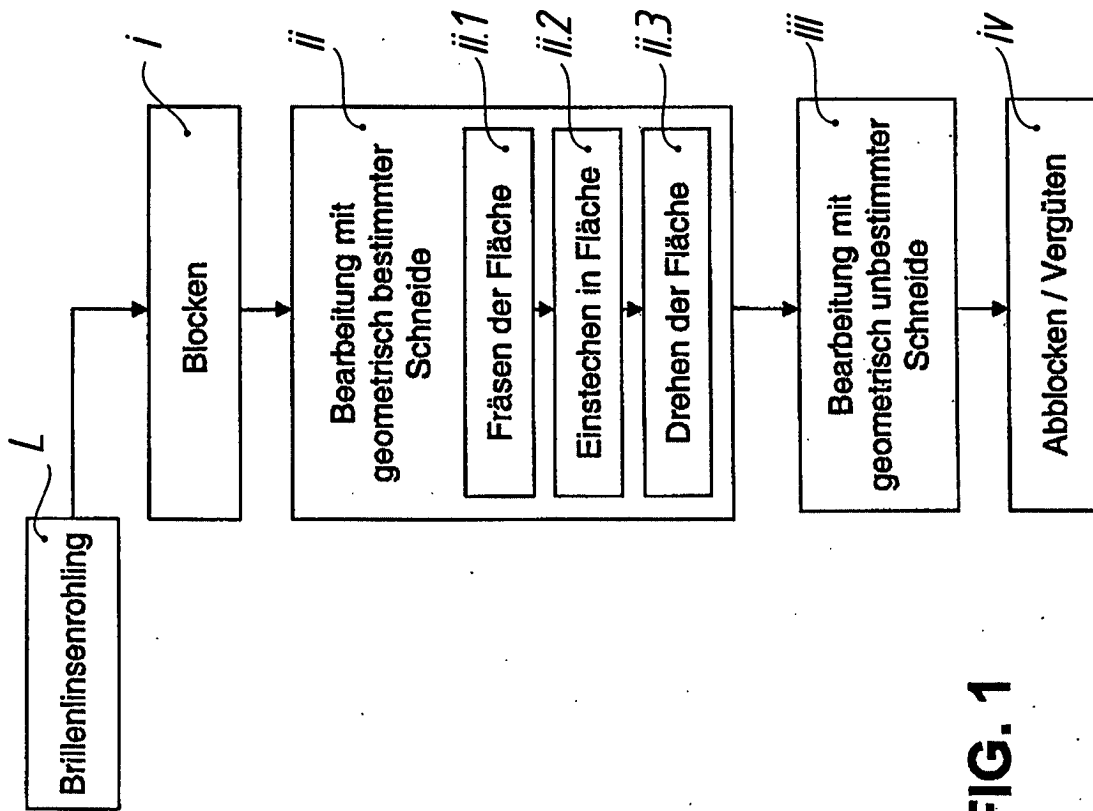 L
Brillenlinsenrohling
i
Blocken
ii
Bearbeitung mit
geometrisch bestimmter
Schneide
ii.1
Fräsen der Fläche
ii.2
Einstechen in Fläche
ii.3
Drehen der Fläche
iii
Bearbeitung mit
geometrisch unbestimmter
Schneide
iv
Abblocken / Vergüten
FIG. 1